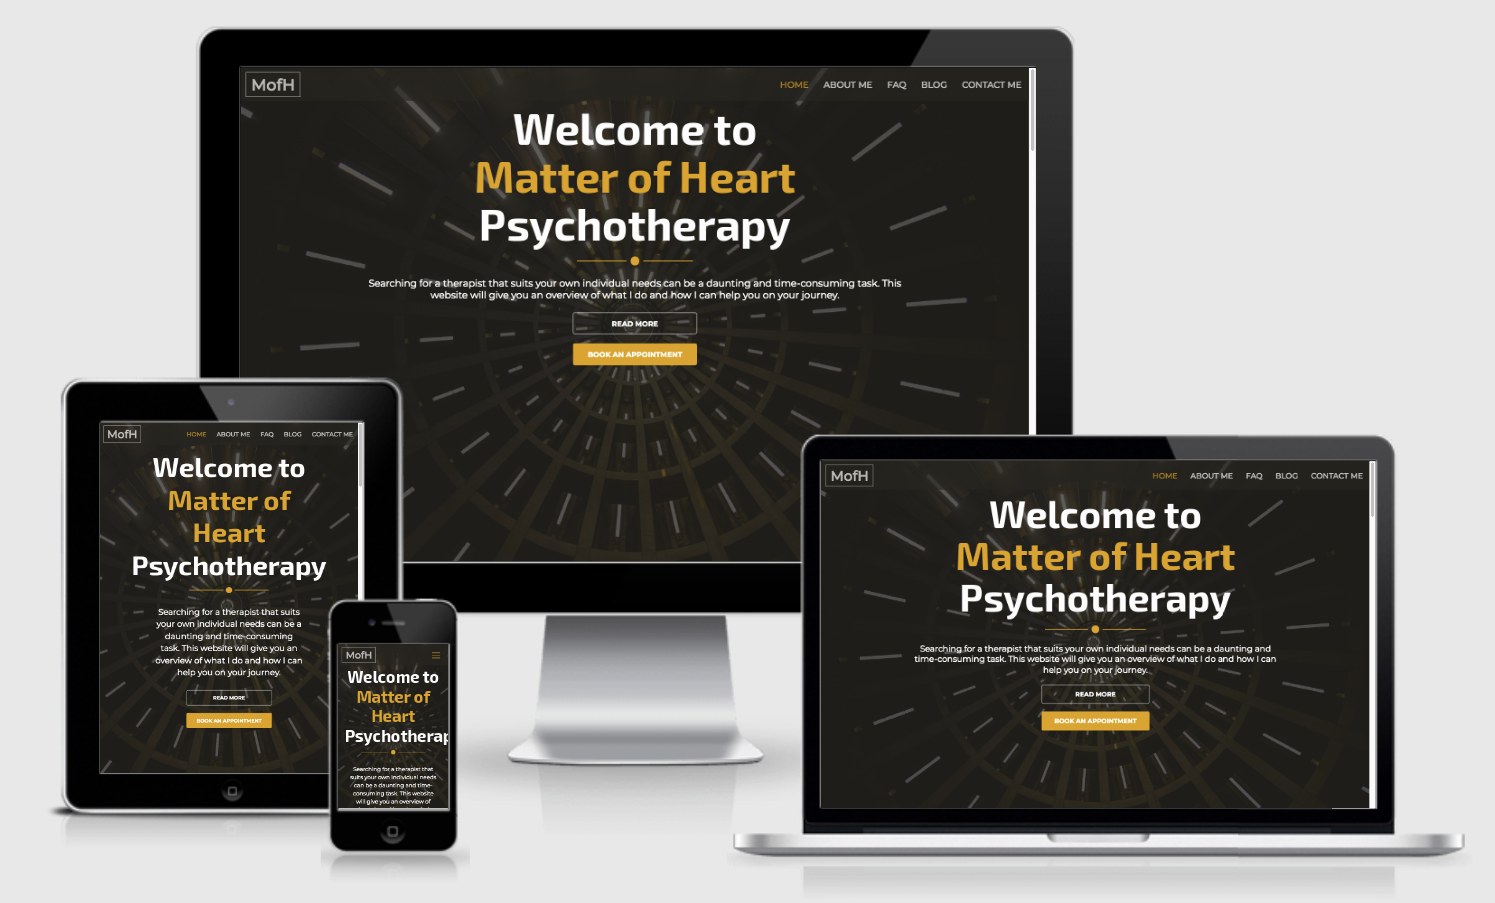 MofH
HOME ABOUT ME FAQ BLOG CONTACT ME
Welcome to
Matter of Heart
Psychotherapy
Searching for a therapist that suits your own individual needs can be a daunting and time-consuming task. This
website will give you an overview of what I do and how I can help you on your journey.
READ MORE
BOOK AN APPOINTMENT
MofH
HOME ABOUT ME FAQ BLOG CONTACT ME
Welcome to
Matter of
Heart
Psychotherapy
Searching for a therapist that suits
your own individual needs can be a
daunting and time-consuming
task. This website will give you an
overview of what I do and how I can
help you on your journey.
READ MORE
BOOK AN APPOINTMENT
MofH
Welcome to
Matter of
Heart
Psychotherap
Searching for a therapist that
suits your own individual needs
can be a daunting and time-
consuming task. This website
will give you an overview of
MofH
HOME ABOUT ME FAQ BLOG CONTACT ME
Welcome to
Matter of Heart
Psychotherapy
Searching for a therapist that suits your own individual needs can be a daunting and
time-consuming task. This website will give you an overview of what I do and how I can
help you on your journey.
READ MORE
BOOK AN APPOINTMENT